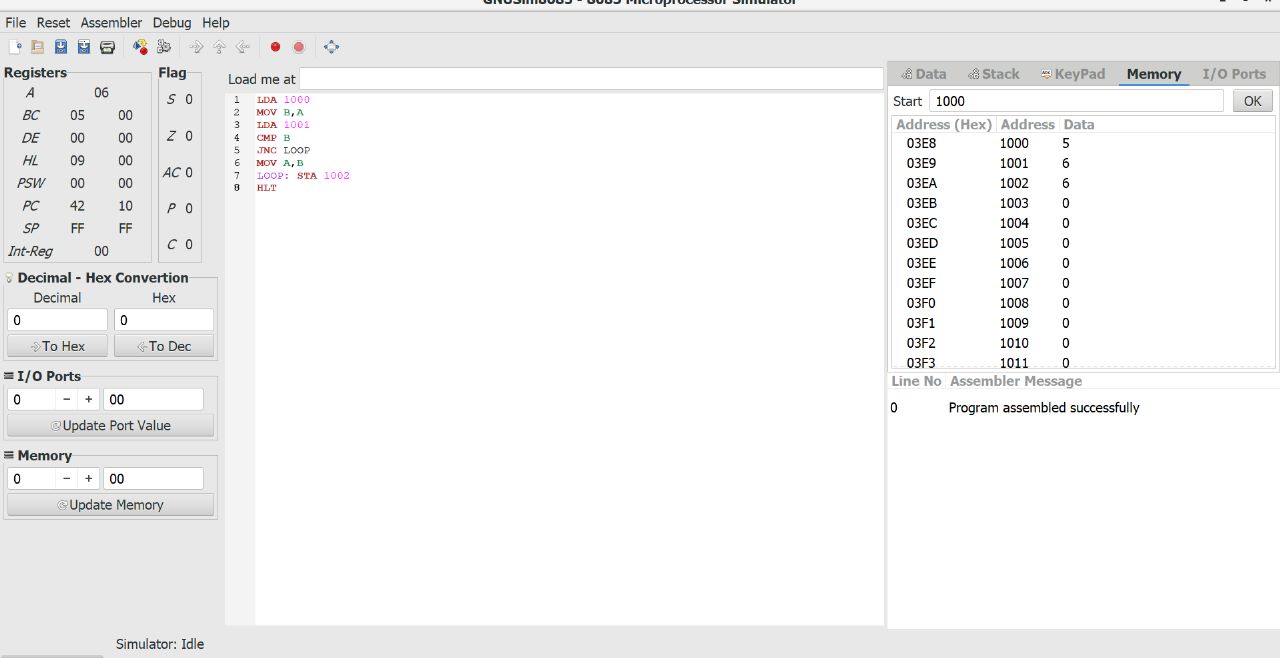 GNUSim8085 - 8085 Microprocessor Simulator
File Reset Assembler Debug Help
Registers
A 06
BC 05 00
DE 00 00
HL 09 00
PSW 00 00
PC 42 10
SP FF FF
Int-Reg 00
Flag
S 0
Z 0
AC 0
P 0
C 0
Decimal - Hex Convertion
Decimal Hex
0 0
To Hex To Dec
I/O Ports
0 − + 00
Update Port Value
Memory
0 − + 00
Update Memory
Load me at
1 LDA 1000
2 MOV B,A
3 LDA 1001
4 CMP B
5 JNC LOOP
6 MOV A,B
7 LOOP: STA 1002
8 HLT
Data Stack KeyPad Memory I/O Ports
Start 1000 OK
Address (Hex) Address Data
03E8 1000 5
03E9 1001 6
03EA 1002 6
03EB 1003 0
03EC 1004 0
03ED 1005 0
03EE 1006 0
03EF 1007 0
03F0 1008 0
03F1 1009 0
03F2 1010 0
03F3 1011 0
Line No Assembler Message
0 Program assembled successfully
Simulator: Idle